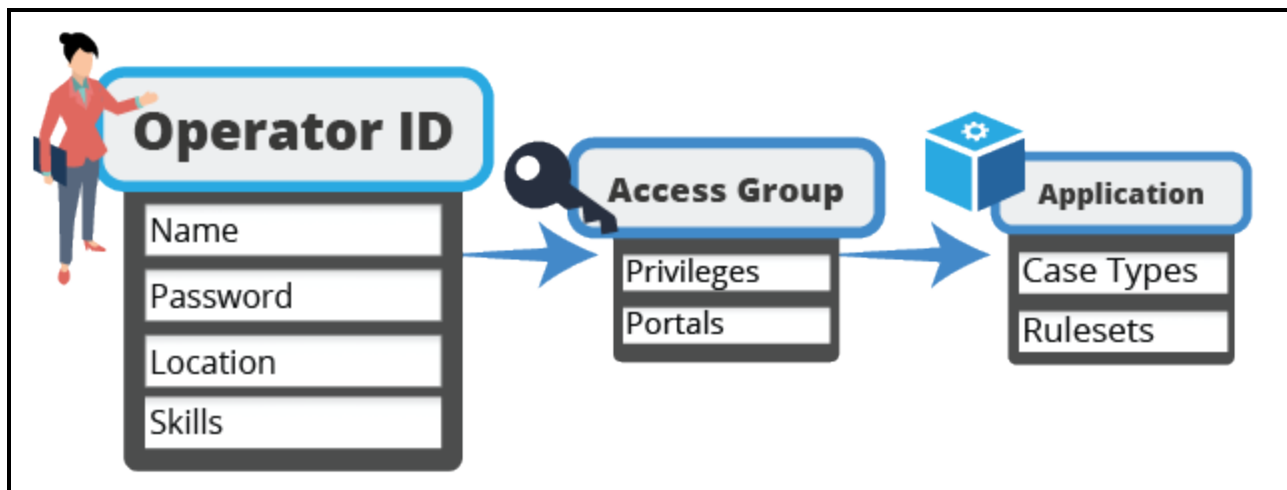 Operator ID
Name
Password
Location
Skills
Access Group
Privileges
Portals
Application
Case Types
Rulesets